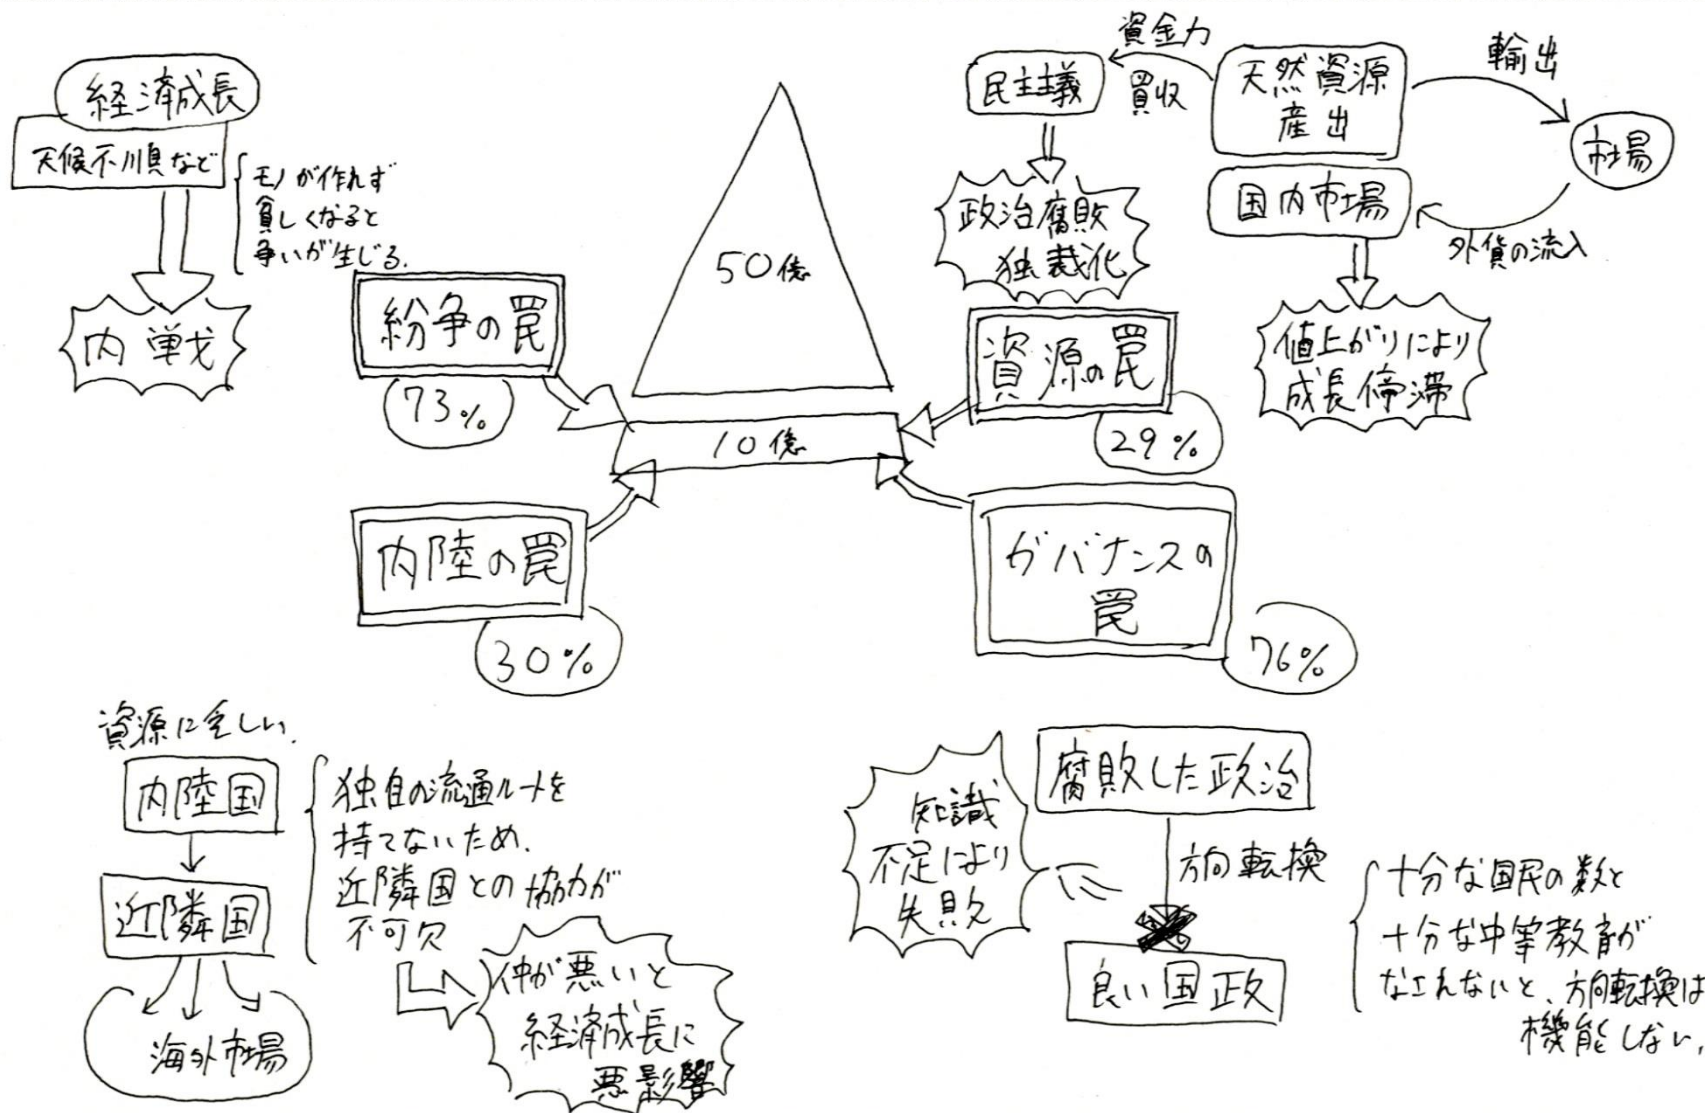 経済成長
天候不順など
モノが作れず
貧しくなると
争いが生じる.
内戦
紛争の罠
73%
50億
10億
民主主義
資金力
買収
天然資源
産出
輸出
市場
国内市場
外貨の流入
政治腐敗
独裁化
値上がりにより
成長停滞
資源の罠
29%
内陸の罠
30%
ガバナンスの
罠
76%
資源に乏しい.
内陸国
近隣国
海外市場
独自の流通ルートを
持てないため.
近隣国との協力が
不可欠
仲が悪いと
経済成長に
悪影響
知識
不足により
失敗
腐敗した政治
方向転換
良い国政
十分な国民の数と
十分な中等教育が
なされないと、方向転換は
機能しない.